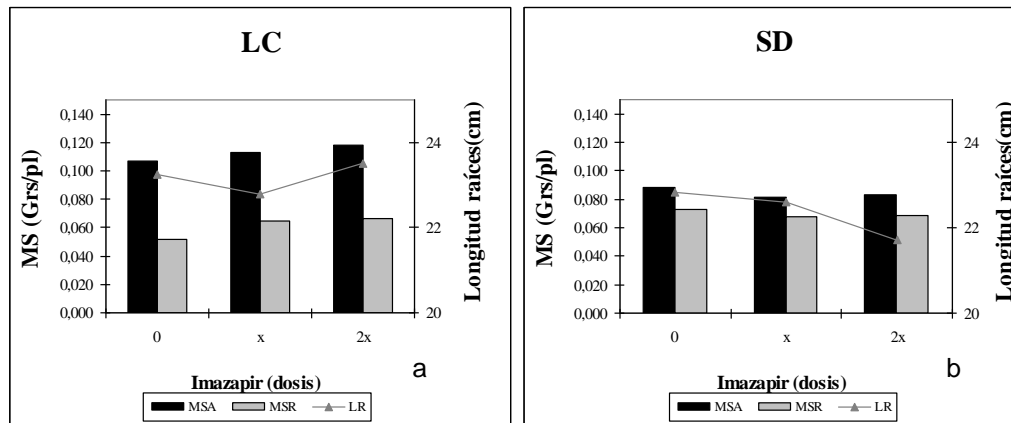 LC
MS (Grs/pl)
0,140
0,120
0,100
0,080
0,060
0,040
0,020
0,000
24
22
20
Longitud raíces(cm)
0 x 2x
Imazapir (dosis)
a
MSA MSR LR
SD
MS (Grs/pl)
0,140
0,120
0,100
0,080
0,060
0,040
0,020
0,000
24
22
20
Longitud raíces(cm)
0 x 2x
Imazapir (dosis)
b
MSA MSR LR